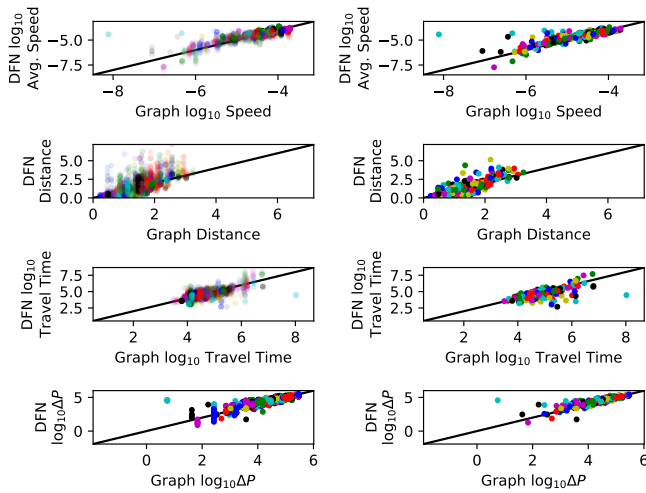 DFN log₁₀
Avg. Speed
−5.0
−7.5
−8
−6
−4
Graph log₁₀ Speed
DFN log₁₀
Avg. Speed
−5.0
−7.5
−8
−6
−4
Graph log₁₀ Speed
DFN
Distance
5.0
2.5
0.0
0
2
4
6
Graph Distance
DFN
Distance
5.0
2.5
0.0
0
2
4
6
Graph Distance
DFN log₁₀
Travel Time
7.5
5.0
2.5
2
4
6
8
Graph log₁₀ Travel Time
DFN log₁₀
Travel Time
7.5
5.0
2.5
2
4
6
8
Graph log₁₀ Travel Time
DFN
log₁₀ΔP
5
0
0
2
4
6
Graph log₁₀ΔP
DFN
log₁₀ΔP
5
0
0
2
4
6
Graph log₁₀ΔP